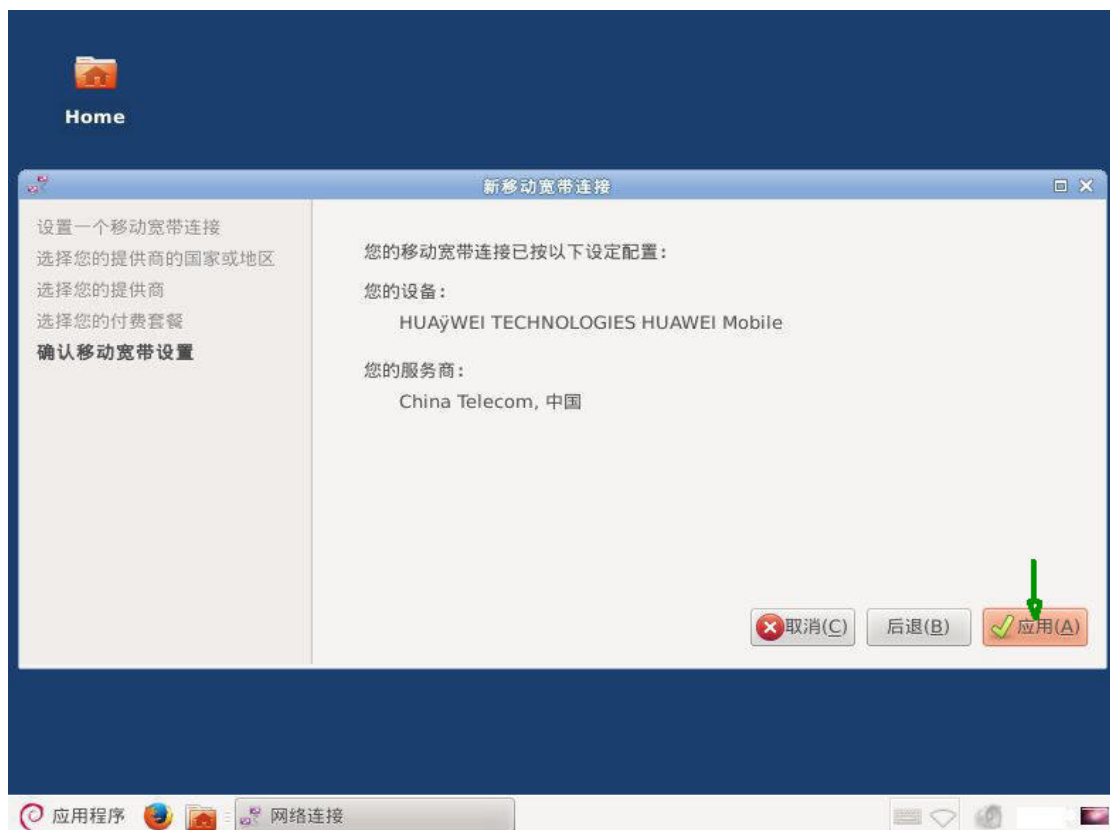 Home
新移动宽带连接
设置一个移动宽带连接
选择您的提供商的国家或地区
选择您的提供商
选择您的付费套餐
确认移动宽带设置
您的移动宽带连接已按以下设定配置:
您的设备:
HUAÿWEI TECHNOLOGIES HUAWEI Mobile
您的服务商:
China Telecom, 中国
取消(C) 后退(B) 应用(A)
应用程序 网络连接